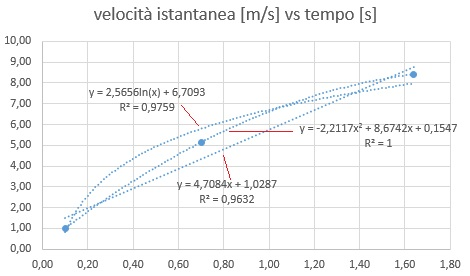 velocità istantanea [m/s] vs tempo [s]
10,00
9,00
8,00
7,00
6,00
5,00
4,00
3,00
2,00
1,00
0,00
y = 2,5656ln(x) + 6,7093
R² = 0,9759
y = -2,2117x² + 8,6742x + 0,1547
R² = 1
y = 4,7084x + 1,0287
R² = 0,9632
0,00 0,20 0,40 0,60 0,80 1,00 1,20 1,40 1,60 1,80